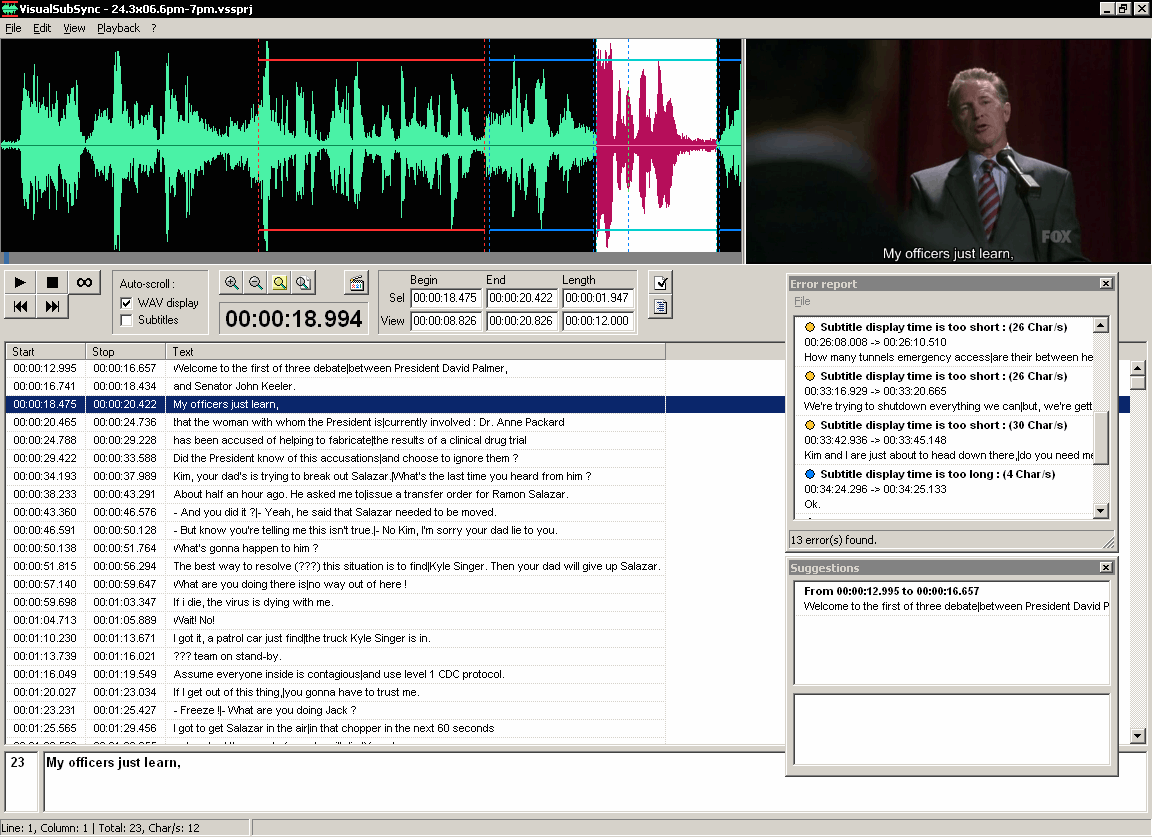 VisualSubSync - 24.3x06.6pm-7pm.vssprj
File Edit View Playback ?
FOX
My officers just learn,
Auto-scroll :
WAV display
Subtitles
00:00:18.994
Begin End Length
Sel 00:00:18.475 00:00:20.422 00:00:01.947
View 00:00:08.826 00:00:20.826 00:00:12.000
Start Stop Text
00:00:12.995 00:00:16.657 Welcome to the first of three debate|between President David Palmer,
00:00:16.741 00:00:18.434 and Senator John Keeler.
00:00:18.475 00:00:20.422 My officers just learn,
00:00:20.465 00:00:24.736 that the woman with whom the President is|currently involved : Dr. Anne Packard
00:00:24.788 00:00:29.228 has been accused of helping to fabricate|the results of a clinical drug trial
00:00:29.422 00:00:33.588 Did the President know of this accusations|and choose to ignore them ?
00:00:34.193 00:00:37.989 Kim, your dad's is trying to break out Salazar.|What's the last time you heard from him ?
00:00:38.233 00:00:43.291 About half an hour ago. He asked me to|issue a transfer order for Ramon Salazar.
00:00:43.360 00:00:46.576 - And you did it ?|- Yeah, he said that Salazar needed to be moved.
00:00:46.591 00:00:50.128 - But know you're telling me this isn't true.|- No Kim, I'm sorry your dad lie to you.
00:00:50.138 00:00:51.764 What's gonna happen to him ?
00:00:51.815 00:00:56.294 The best way to resolve (???) this situation is to find|Kyle Singer. Then your dad will give up Salazar.
00:00:57.140 00:00:59.647 What are you doing there is|no way out of here !
00:00:59.698 00:01:03.347 If i die, the virus is dying with me.
00:01:04.713 00:01:05.889 Wait! No!
00:01:10.230 00:01:13.671 I got it, a patrol car just find|the truck Kyle Singer is in.
00:01:13.739 00:01:16.021 ??? team on stand-by.
00:01:16.049 00:01:19.549 Assume everyone inside is contagious|and use level 1 CDC protocol.
00:01:20.027 00:01:23.034 If I get out of this thing,|you gonna have to trust me.
00:01:23.231 00:01:25.427 - Freeze !|- What are you doing Jack ?
00:01:25.565 00:01:29.456 I got to get Salazar in the air|in that chopper in the next 60 seconds
Error report
File
Subtitle display time is too short : (26 Char/s)
00:26:08.008 -> 00:26:10.510
How many tunnels emergency access|are their between he
Subtitle display time is too short : (26 Char/s)
00:33:16.929 -> 00:33:20.665
We're trying to shutdown everything we can|but, we're gett
Subtitle display time is too short : (30 Char/s)
00:33:42.936 -> 00:33:45.148
Kim and I are just about to head down there,|do you need me
Subtitle display time is too long : (4 Char/s)
00:34:24.296 -> 00:34:25.133
Ok.
13 error(s) found.
Suggestions
From 00:00:12.995 to 00:00:16.657
Welcome to the first of three debate|between President David P
23 My officers just learn,
Line: 1, Column: 1 | Total: 23, Char/s: 12